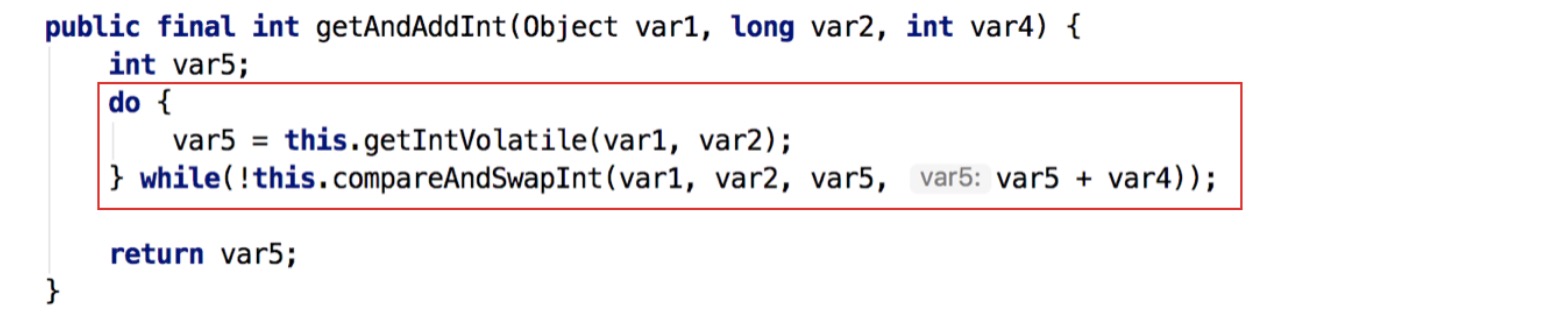 public final int getAndAddInt(Object var1, long var2, int var4) {
    int var5;
    do {
        var5 = this.getIntVolatile(var1, var2);
    } while(!this.compareAndSwapInt(var1, var2, var5, var5: var5 + var4));
    return var5;
}